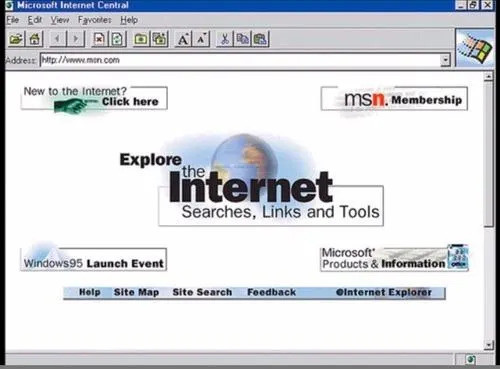 Microsoft Internet Central
File Edit View Favorites Help
Address: http://www.msn.com
New to the Internet?
Click here
msn. Membership
Explore
the
Internet
Searches, Links and Tools
Windows95 Launch Event
Microsoft
Products & Information
Help Site Map Site Search Feedback @Internet Explorer